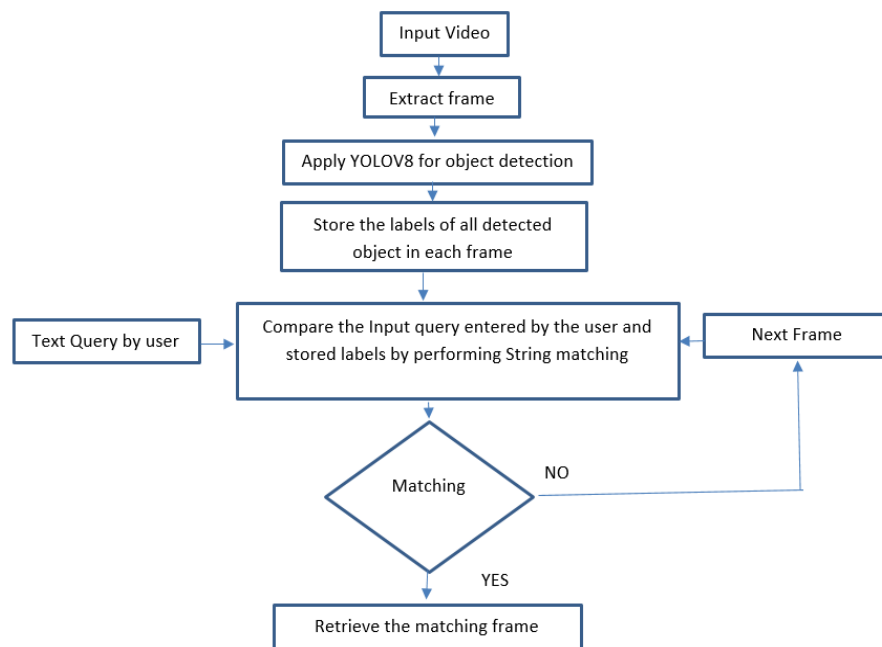 Input Video
Extract frame
Apply YOLOV8 for object detection
Store the labels of all detected
object in each frame
Text Query by user
Compare the Input query entered by the user and
stored labels by performing String matching
Next Frame
Matching
NO
YES
Retrieve the matching frame